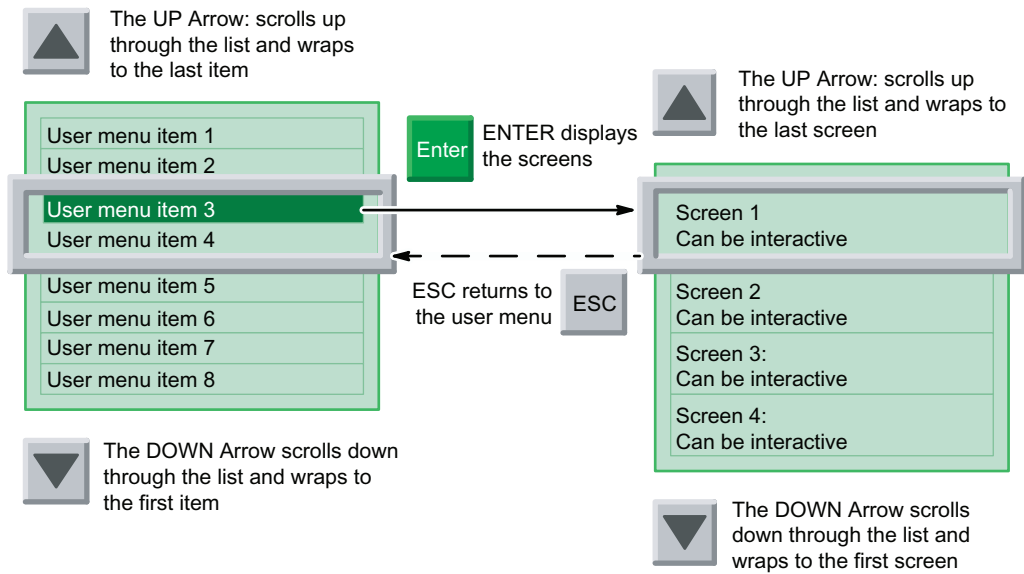 The UP Arrow: scrolls up
through the list and wraps
to the last item
User menu item 1
User menu item 2
User menu item 3
User menu item 4
User menu item 5
User menu item 6
User menu item 7
User menu item 8
The DOWN Arrow scrolls down
through the list and wraps to
the first item
Enter
ENTER displays
the screens
ESC returns to
the user menu
ESC
The UP Arrow: scrolls up
through the list and wraps to
the last screen
Screen 1
Can be interactive
Screen 2
Can be interactive
Screen 3:
Can be interactive
Screen 4:
Can be interactive
The DOWN Arrow scrolls
down through the list and
wraps to the first screen